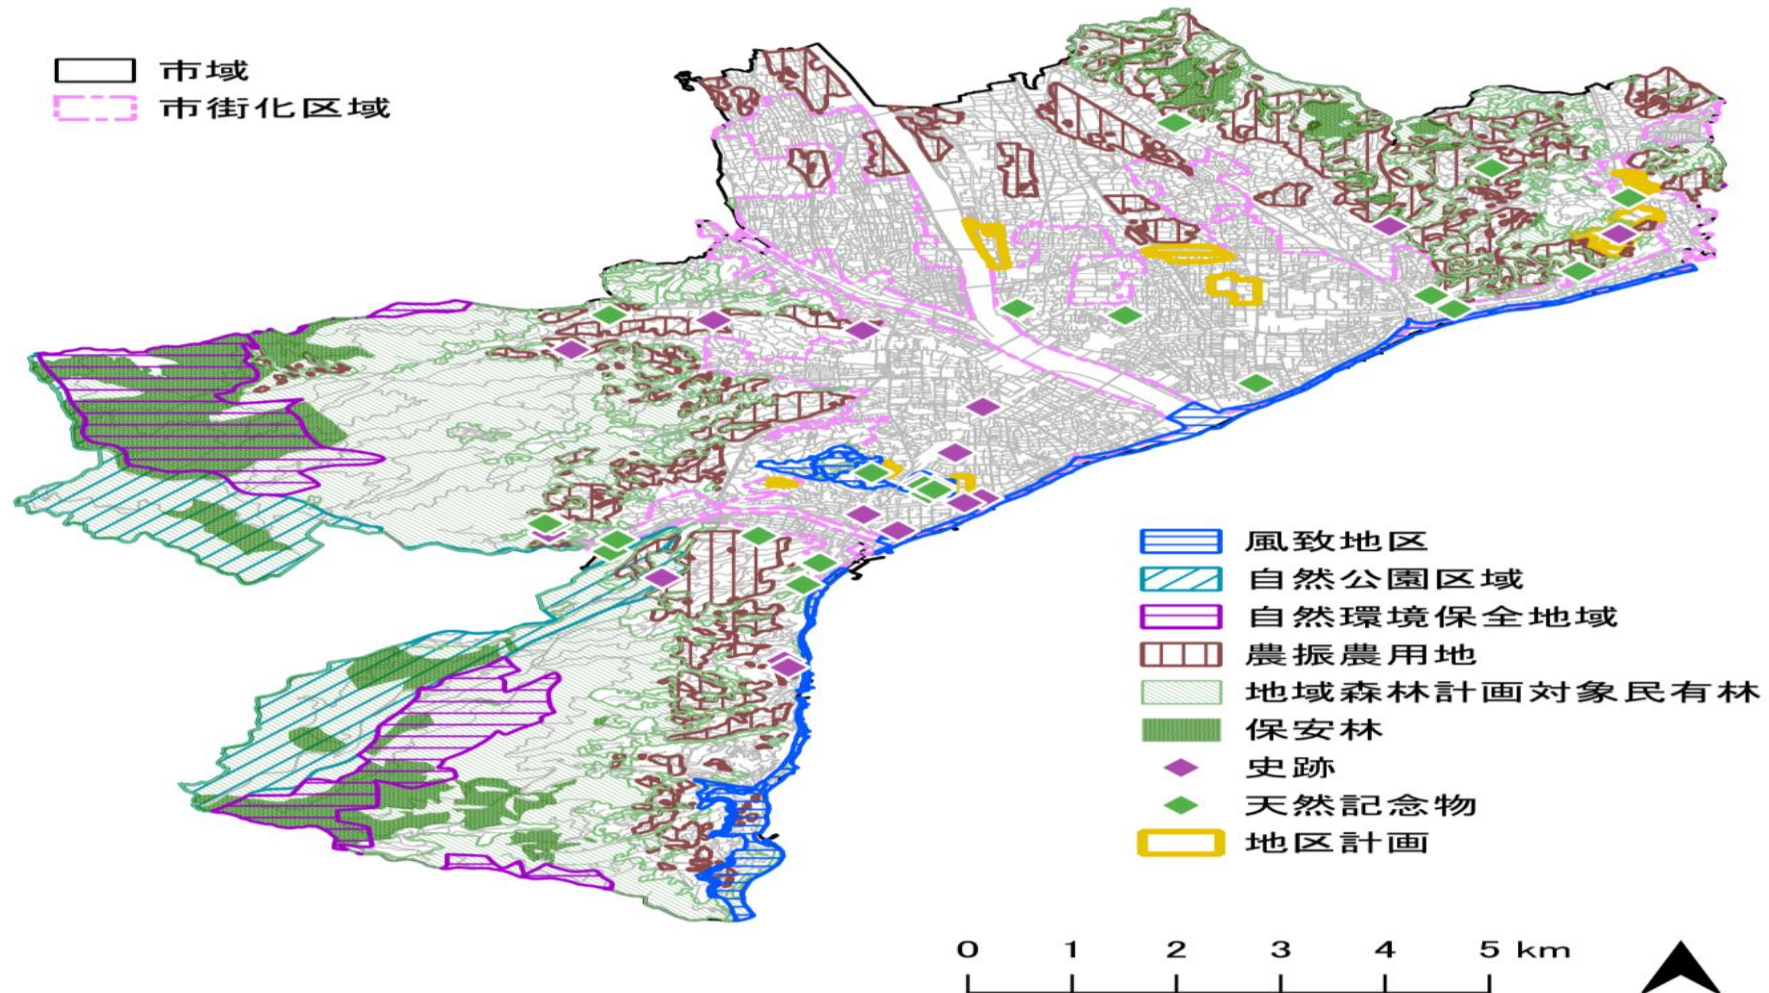 市域
市街化区域
風致地区
自然公園区域
自然環境保全地域
農振農用地
地域森林計画対象民有林
保安林
史跡
天然記念物
地区計画
0 1 2 3 4 5 km